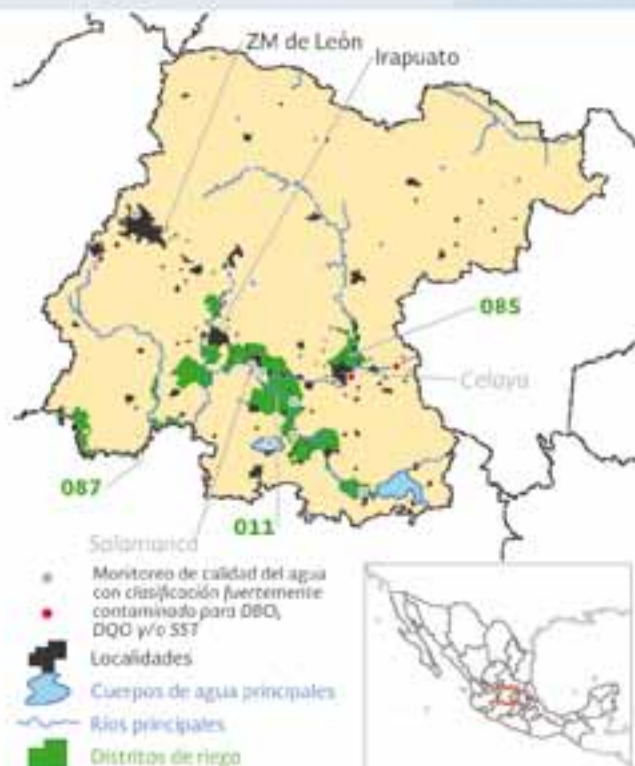 ZM de León
Irapuato
085
Celaya
087
011
Salamanca
Monitoreo de calidad del agua
con clasificación fuertemente
contaminado para DBO,
DQO y/o SST
Localidades
Cuerpos de agua principales
Ríos principales
Distritos de riego